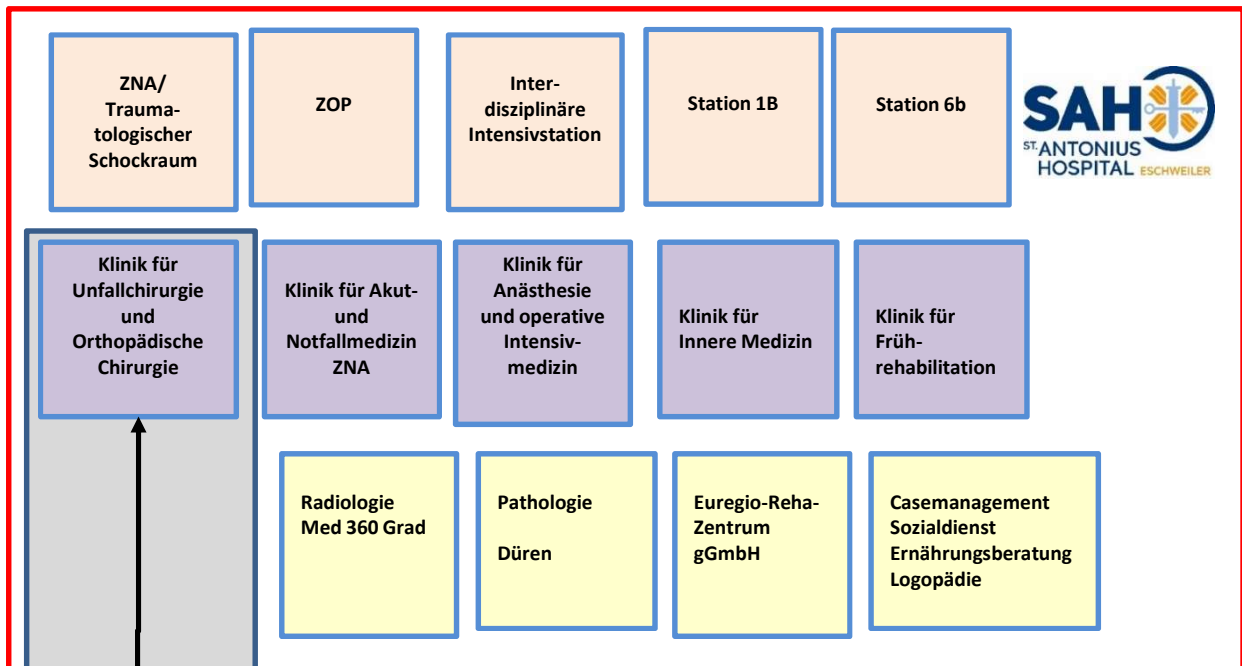 ZNA/
Trauma-
tologischer
Schockraum
ZOP
Inter-
disziplinäre
Intensivstation
Station 1B
Station 6b
SAH
ST. ANTONIUS
HOSPITAL ESCHWEILER
Klinik für
Unfallchirurgie
und
Orthopädische
Chirurgie
Klinik für Akut-
und
Notfallmedizin
ZNA
Klinik für
Anästhesie
und operative
Intensiv-
medizin
Klinik für
Innere Medizin
Klinik für
Früh-
rehabilitation
Radiologie
Med 360 Grad
Pathologie
Düren
Euregio-Reha-
Zentrum
gGmbH
Casemanagement
Sozialdienst
Ernährungsberatung
Logopädie